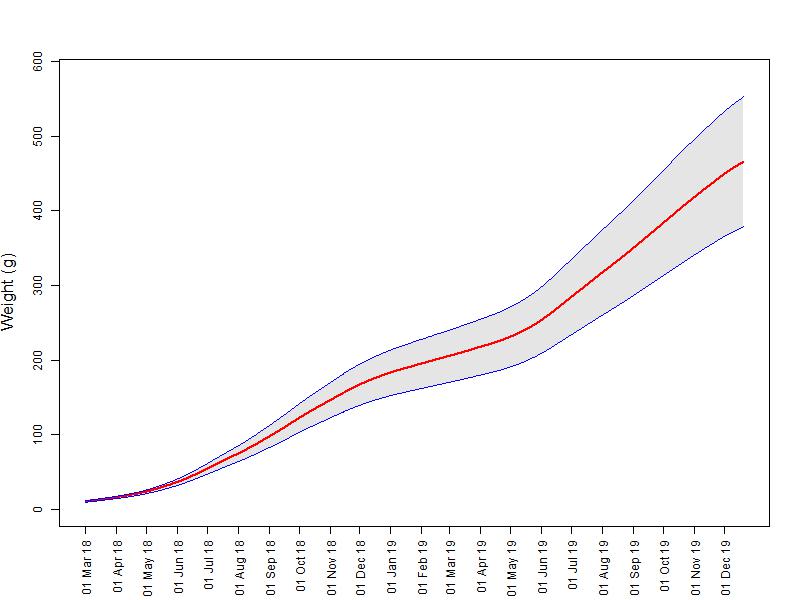 600
500
400
300
200
100
0
Weight (g)
01 Mar 18
01 Apr 18
01 May 18
01 Jun 18
01 Jul 18
01 Aug 18
01 Sep 18
01 Oct 18
01 Nov 18
01 Dec 18
01 Jan 19
01 Feb 19
01 Mar 19
01 Apr 19
01 May 19
01 Jun 19
01 Jul 19
01 Aug 19
01 Sep 19
01 Oct 19
01 Nov 19
01 Dec 19